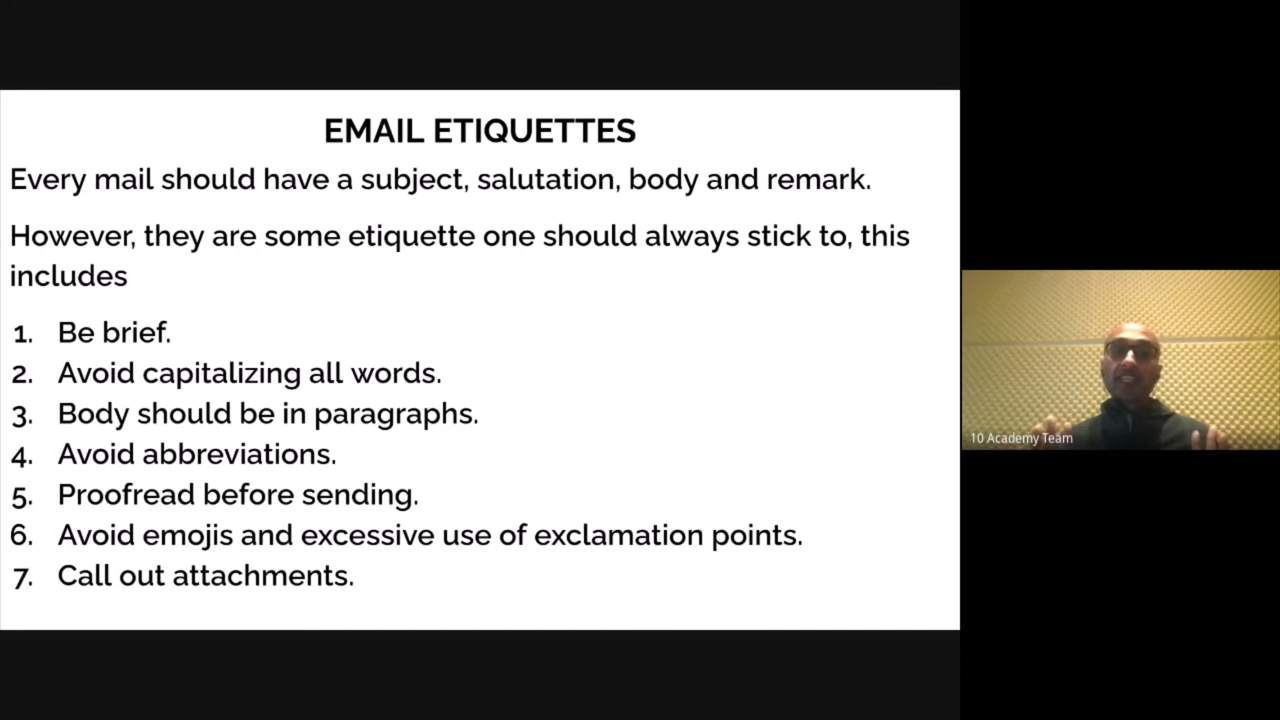 EMAIL ETIQUETTES
Every mail should have a subject, salutation, body and remark.
However, they are some etiquette one should always stick to, this
includes
1. Be brief.
2. Avoid capitalizing all words.
3. Body should be in paragraphs.
4. Avoid abbreviations.
5. Proofread before sending.
6. Avoid emojis and excessive use of exclamation points.
7. Call out attachments.
10 Academy Team